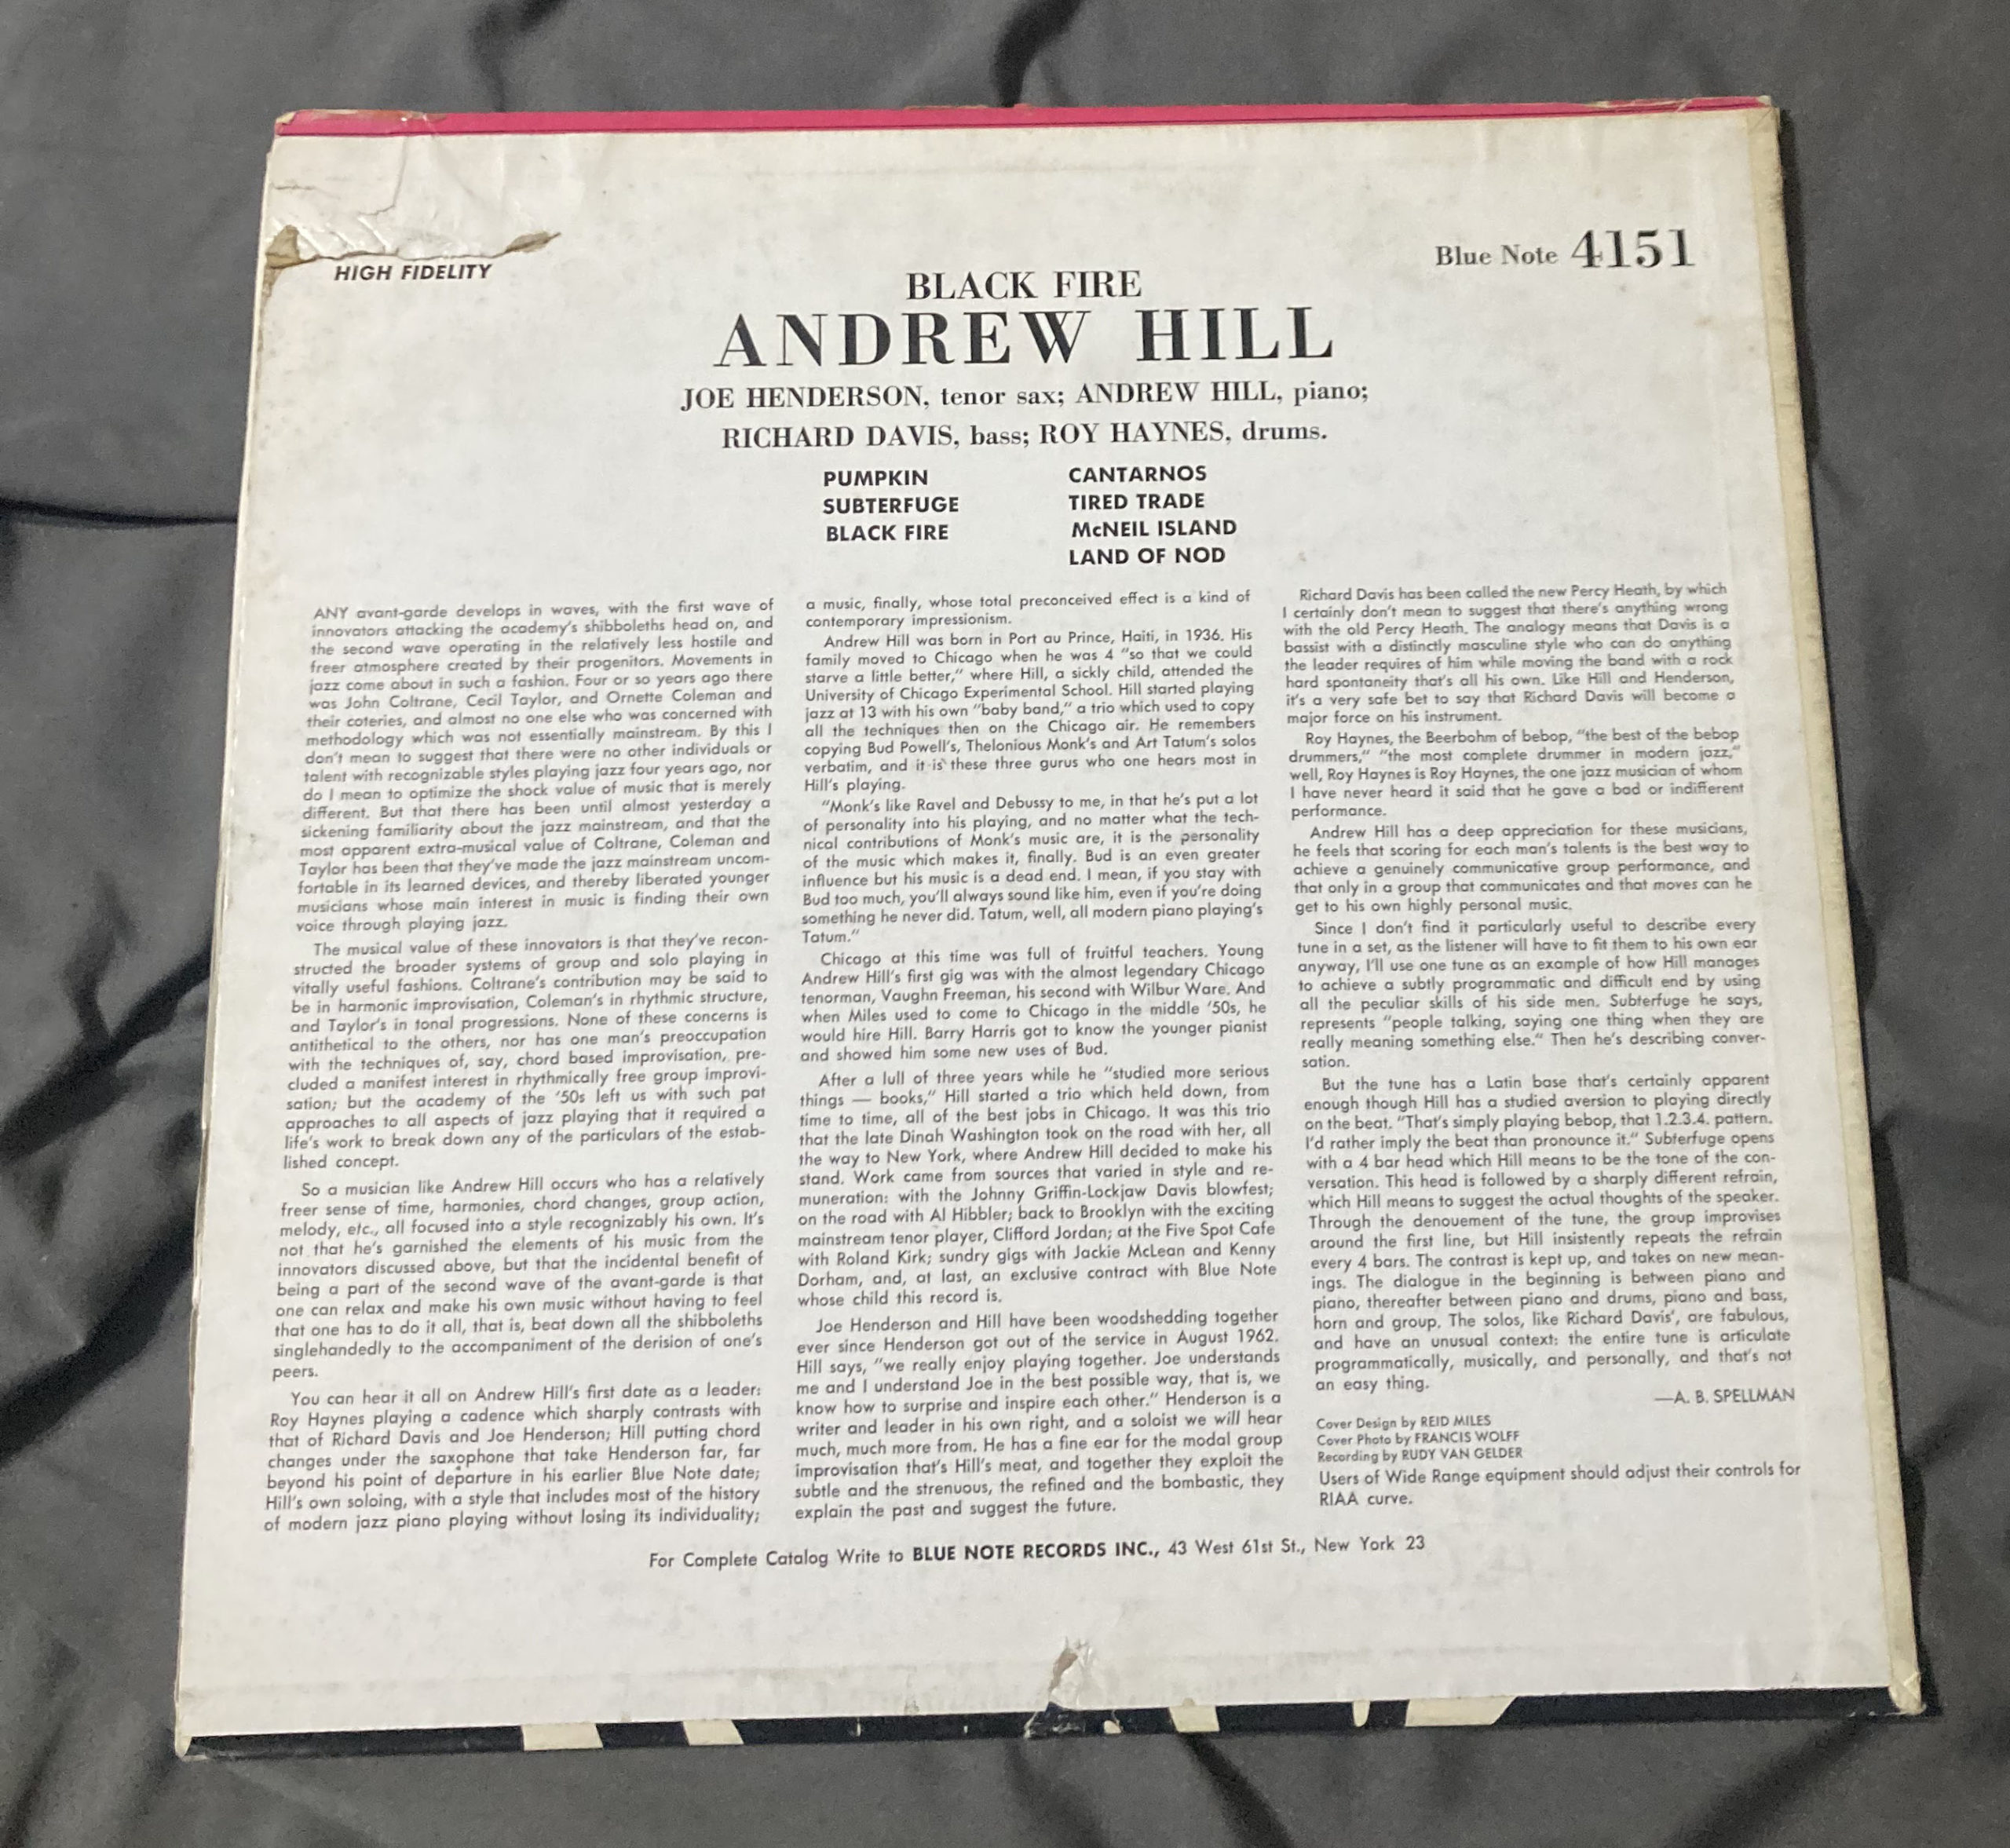 HIGH FIDELITY
Blue Note 4151
BLACK FIRE
ANDREW HILL
JOE HENDERSON, tenor sax; ANDREW HILL, piano;
RICHARD DAVIS, bass; ROY HAYNES, drums.
PUMPKIN
SUBTERFUGE
BLACK FIRE
CANTARNOS
TIRED TRADE
McNEIL ISLAND
LAND OF NOD
ANY avant-garde develops in waves, with the first wave of
innovators attacking the academy's shibboleths head on, and
the second wave operating in the relatively less hostile and
freer atmosphere created by their progenitors. Movements in
jazz come about in such a fashion. Four or so years ago there
was John Coltrane, Cecil Taylor, and Ornette Coleman and
their coteries, and almost no one else who was concerned with
methodology which was not essentially mainstream. By this I
don't mean to suggest that there were no other individuals or
talent with recognizable styles playing jazz four years ago, nor
do I mean to optimize the shock value of music that is merely
different. But that there has been until almost yesterday a
sickening familiarity about the jazz mainstream, and that the
most apparent extra-musical value of Coltrane, Coleman and
Taylor has been that they've made the jazz mainstream uncom-
fortable in its learned devices, and thereby liberated younger
musicians whose main interest in music is finding their own
voice through playing jazz.
The musical value of these innovators is that they've recon-
structed the broader systems of group and solo playing in
vitally useful fashions. Coltrane's contribution may be said to
be in harmonic improvisation, Coleman's in rhythmic structure,
and Taylor's in tonal progressions. None of these concerns is
antithetical to the others, nor has one man's preoccupation
with the techniques of, say, chord based improvisation, pre-
cluded a manifest interest in rhythmically free group improvi-
sation; but the academy of the '50s left us with such pat
approaches to all aspects of jazz playing that it required a
life's work to break down any of the particulars of the estab-
lished concept.
So a musician like Andrew Hill occurs who has a relatively
freer sense of time, harmonies, chord changes, group action,
melody, etc., all focused into a style recognizably his own. It's
not that he's garnished the elements of his music from the
innovators discussed above, but that the incidental benefit of
being a part of the second wave of the avant-garde is that
one can relax and make his own music without having to feel
that one has to do it all, that is, beat down all the shibboleths
singlehandedly to the accompaniment of the derision of one's
peers.
You can hear it all on Andrew Hill's first date as a leader:
Roy Haynes playing a cadence which sharply contrasts with
that of Richard Davis and Joe Henderson; Hill putting chord
changes under the saxophone that take Henderson far, far
beyond his point of departure in his earlier Blue Note date;
Hill's own soloing, with a style that includes most of the history
of modern jazz piano playing without losing its individuality;
a music, finally, whose total preconceived effect is a kind of
contemporary impressionism.
Andrew Hill was born in Port au Prince, Haiti, in 1936. His
family moved to Chicago when he was 4 "so that we could
starve a little better," where Hill, a sickly child, attended the
University of Chicago Experimental School. Hill started playing
jazz at 13 with his own "baby band," a trio which used to copy
all the techniques then on the Chicago air. He remembers
copying Bud Powell's, Thelonious Monk's and Art Tatum's solos
verbatim, and it is these three gurus who one hears most in
Hill's playing.
"Monk's like Ravel and Debussy to me, in that he's put a lot
of personality into his playing, and no matter what the tech-
nical contributions of Monk's music are, it is the personality
of the music which makes it, finally. Bud is an even greater
influence but his music is a dead end. I mean, if you stay with
Bud too much, you'll always sound like him, even if you're doing
something he never did. Tatum, well, all modern piano playing's
Tatum."
Chicago at this time was full of fruitful teachers. Young
Andrew Hill's first gig was with the almost legendary Chicago
tenorman, Vaughn Freeman, his second with Wilbur Ware. And
when Miles used to come to Chicago in the middle '50s, he
would hire Hill. Barry Harris got to know the younger pianist
and showed him some new uses of Bud.
After a lull of three years while he "studied more serious
things — books," Hill started a trio which held down, from
time to time, all of the best jobs in Chicago. It was this trio
that the late Dinah Washington took on the road with her, all
the way to New York, where Andrew Hill decided to make his
stand. Work came from sources that varied in style and re-
muneration: with the Johnny Griffin-Lockjaw Davis blowfest;
on the road with Al Hibbler; back to Brooklyn with the exciting
mainstream tenor player, Clifford Jordan; at the Five Spot Cafe
with Roland Kirk; sundry gigs with Jackie McLean and Kenny
Dorham, and, at last, an exclusive contract with Blue Note
whose child this record is.
Joe Henderson and Hill have been woodshedding together
ever since Henderson got out of the service in August 1962.
Hill says, "we really enjoy playing together. Joe understands
me and I understand Joe in the best possible way, that is, we
know how to surprise and inspire each other." Henderson is a
writer and leader in his own right, and a soloist we will hear
much, much more from. He has a fine ear for the modal group
improvisation that's Hill's meat, and together they exploit the
subtle and the strenuous, the refined and the bombastic, they
explain the past and suggest the future.
Richard Davis has been called the new Percy Heath, by which
I certainly don't mean to suggest that there's anything wrong
with the old Percy Heath. The analogy means that Davis is a
bassist with a distinctly masculine style who can do anything
the leader requires of him while moving the band with a rock
hard spontaneity that's all his own. Like Hill and Henderson,
it's a very safe bet to say that Richard Davis will become a
major force on his instrument.
Roy Haynes, the Beerbohm of bebop, "the best of the bebop
drummers," "the most complete drummer in modern jazz,"
well, Roy Haynes is Roy Haynes, the one jazz musician of whom
I have never heard it said that he gave a bad or indifferent
performance.
Andrew Hill has a deep appreciation for these musicians,
he feels that scoring for each man's talents is the best way to
achieve a genuinely communicative group performance, and
that only in a group that communicates and that moves can he
get to his own highly personal music.
Since I don't find it particularly useful to describe every
tune in a set, as the listener will have to fit them to his own ear
anyway, I'll use one tune as an example of how Hill manages
to achieve a subtly programmatic and difficult end by using
all the peculiar skills of his side men. Subterfuge he says,
represents "people talking, saying one thing when they are
really meaning something else." Then he's describing conver-
sation.
But the tune has a Latin base that's certainly apparent
enough though Hill has a studied aversion to playing directly
on the beat. "That's simply playing bebop, that 1.2.3.4. pattern.
I'd rather imply the beat than pronounce it." Subterfuge opens
with a 4 bar head which Hill means to be the tone of the con-
versation. This head is followed by a sharply different refrain,
which Hill means to suggest the actual thoughts of the speaker.
Through the denouement of the tune, the group improvises
around the first line, but Hill insistently repeats the refrain
every 4 bars. The contrast is kept up, and takes on new mean-
ings. The dialogue in the beginning is between piano and
piano, thereafter between piano and drums, piano and bass,
horn and group. The solos, like Richard Davis', are fabulous,
and have an unusual context: the entire tune is articulate
programmatically, musically, and personally, and that's not
an easy thing.
—A. B. SPELLMAN
Cover Design by REID MILES
Cover Photo by FRANCIS WOLFF
Recording by RUDY VAN GELDER
Users of Wide Range equipment should adjust their controls for
RIAA curve.
For Complete Catalog Write to BLUE NOTE RECORDS INC., 43 West 61st St., New York 23